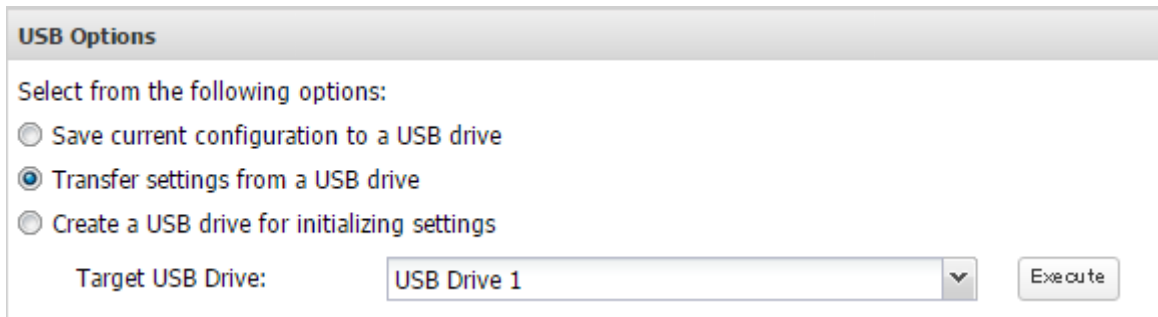 USB Options
Select from the following options:
Save current configuration to a USB drive
Transfer settings from a USB drive
Create a USB drive for initializing settings
Target USB Drive: USB Drive 1 Execute